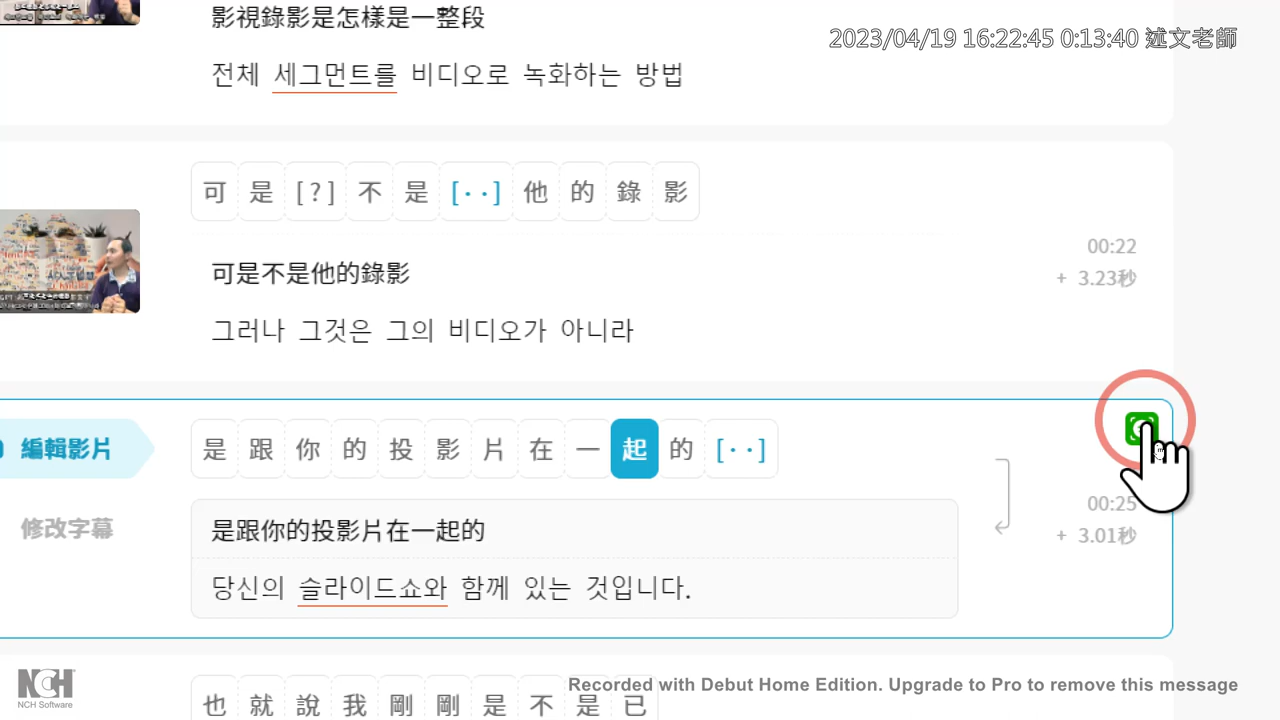 影視錄影是怎樣是一整段
2023/04/19 16:22:45 0:13:40 述文老師
전체 세그먼트를 비디오로 녹화하는 방법
可是[?]不是[··]他的錄影
00:22
可是不是他的錄影
+ 3.23秒
그러나 그것은 그의 비디오가 아니라
編輯影片
是跟你的投影片在一起的[··]
00:25
修改字幕
是跟你的投影片在一起的
+ 3.01秒
당신의 슬라이드쇼와 함께 있는 것입니다.
NCH
NCH Software
Recorded with Debut Home Edition. Upgrade to Pro to remove this message
也就說我剛剛是不是已